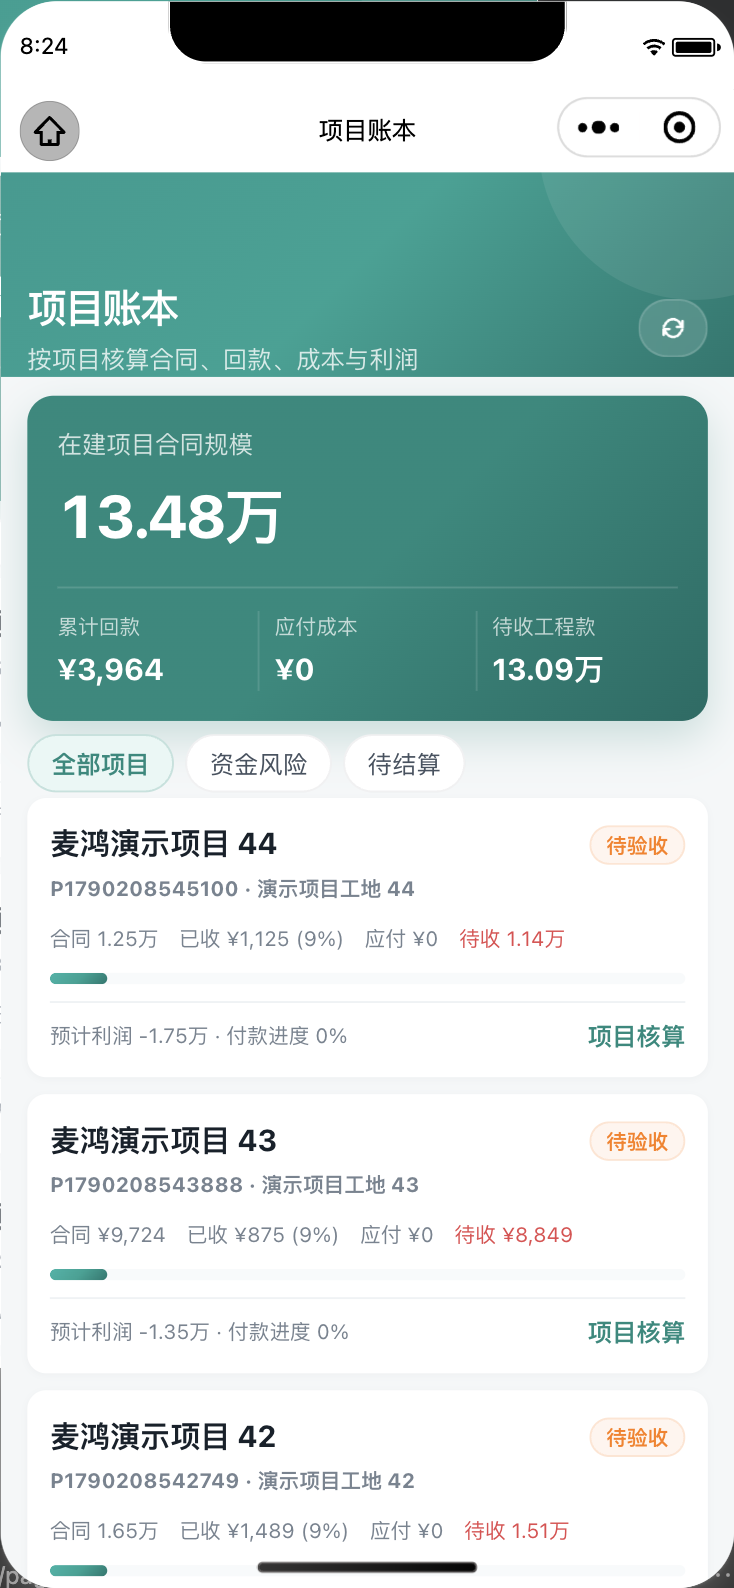 8:24
项目账本
项目账本
按项目核算合同、回款、成本与利润
在建项目合同规模
13.48万
累计回款 应付成本 待收工程款
¥3,964 ¥0 13.09万
全部项目 资金风险 待结算
麦鸿演示项目 44 待验收
P1790208545100 · 演示项目工地 44
合同 1.25万 已收 ¥1,125 (9%) 应付 ¥0 待收 1.14万
预计利润 -1.75万 · 付款进度 0% 项目核算
麦鸿演示项目 43 待验收
P1790208543888 · 演示项目工地 43
合同 ¥9,724 已收 ¥875 (9%) 应付 ¥0 待收 ¥8,849
预计利润 -1.35万 · 付款进度 0% 项目核算
麦鸿演示项目 42 待验收
P1790208542749 · 演示项目工地 42
合同 1.65万 已收 ¥1,489 (9%) 应付 ¥0 待收 1.51万